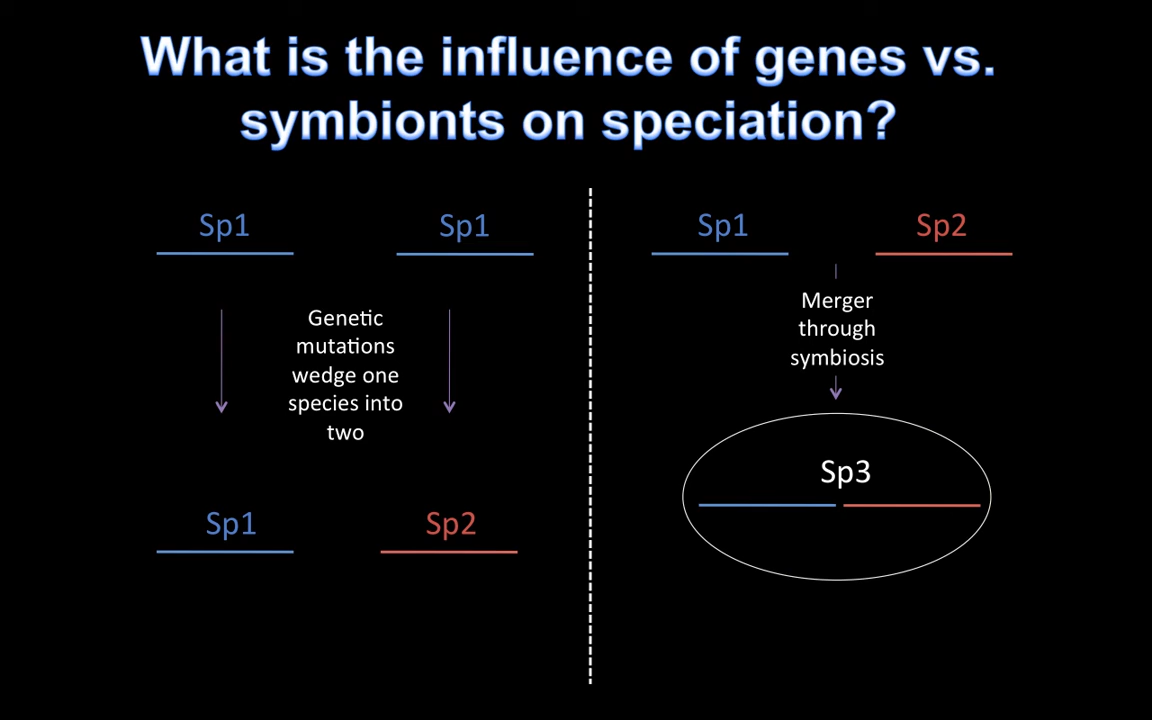 What is the influence of genes vs.
symbionts on speciation?
Sp1
Sp1
Genetic
mutations
wedge one
species into
two
Sp1
Sp2
Sp1
Sp2
Merger
through
symbiosis
Sp3